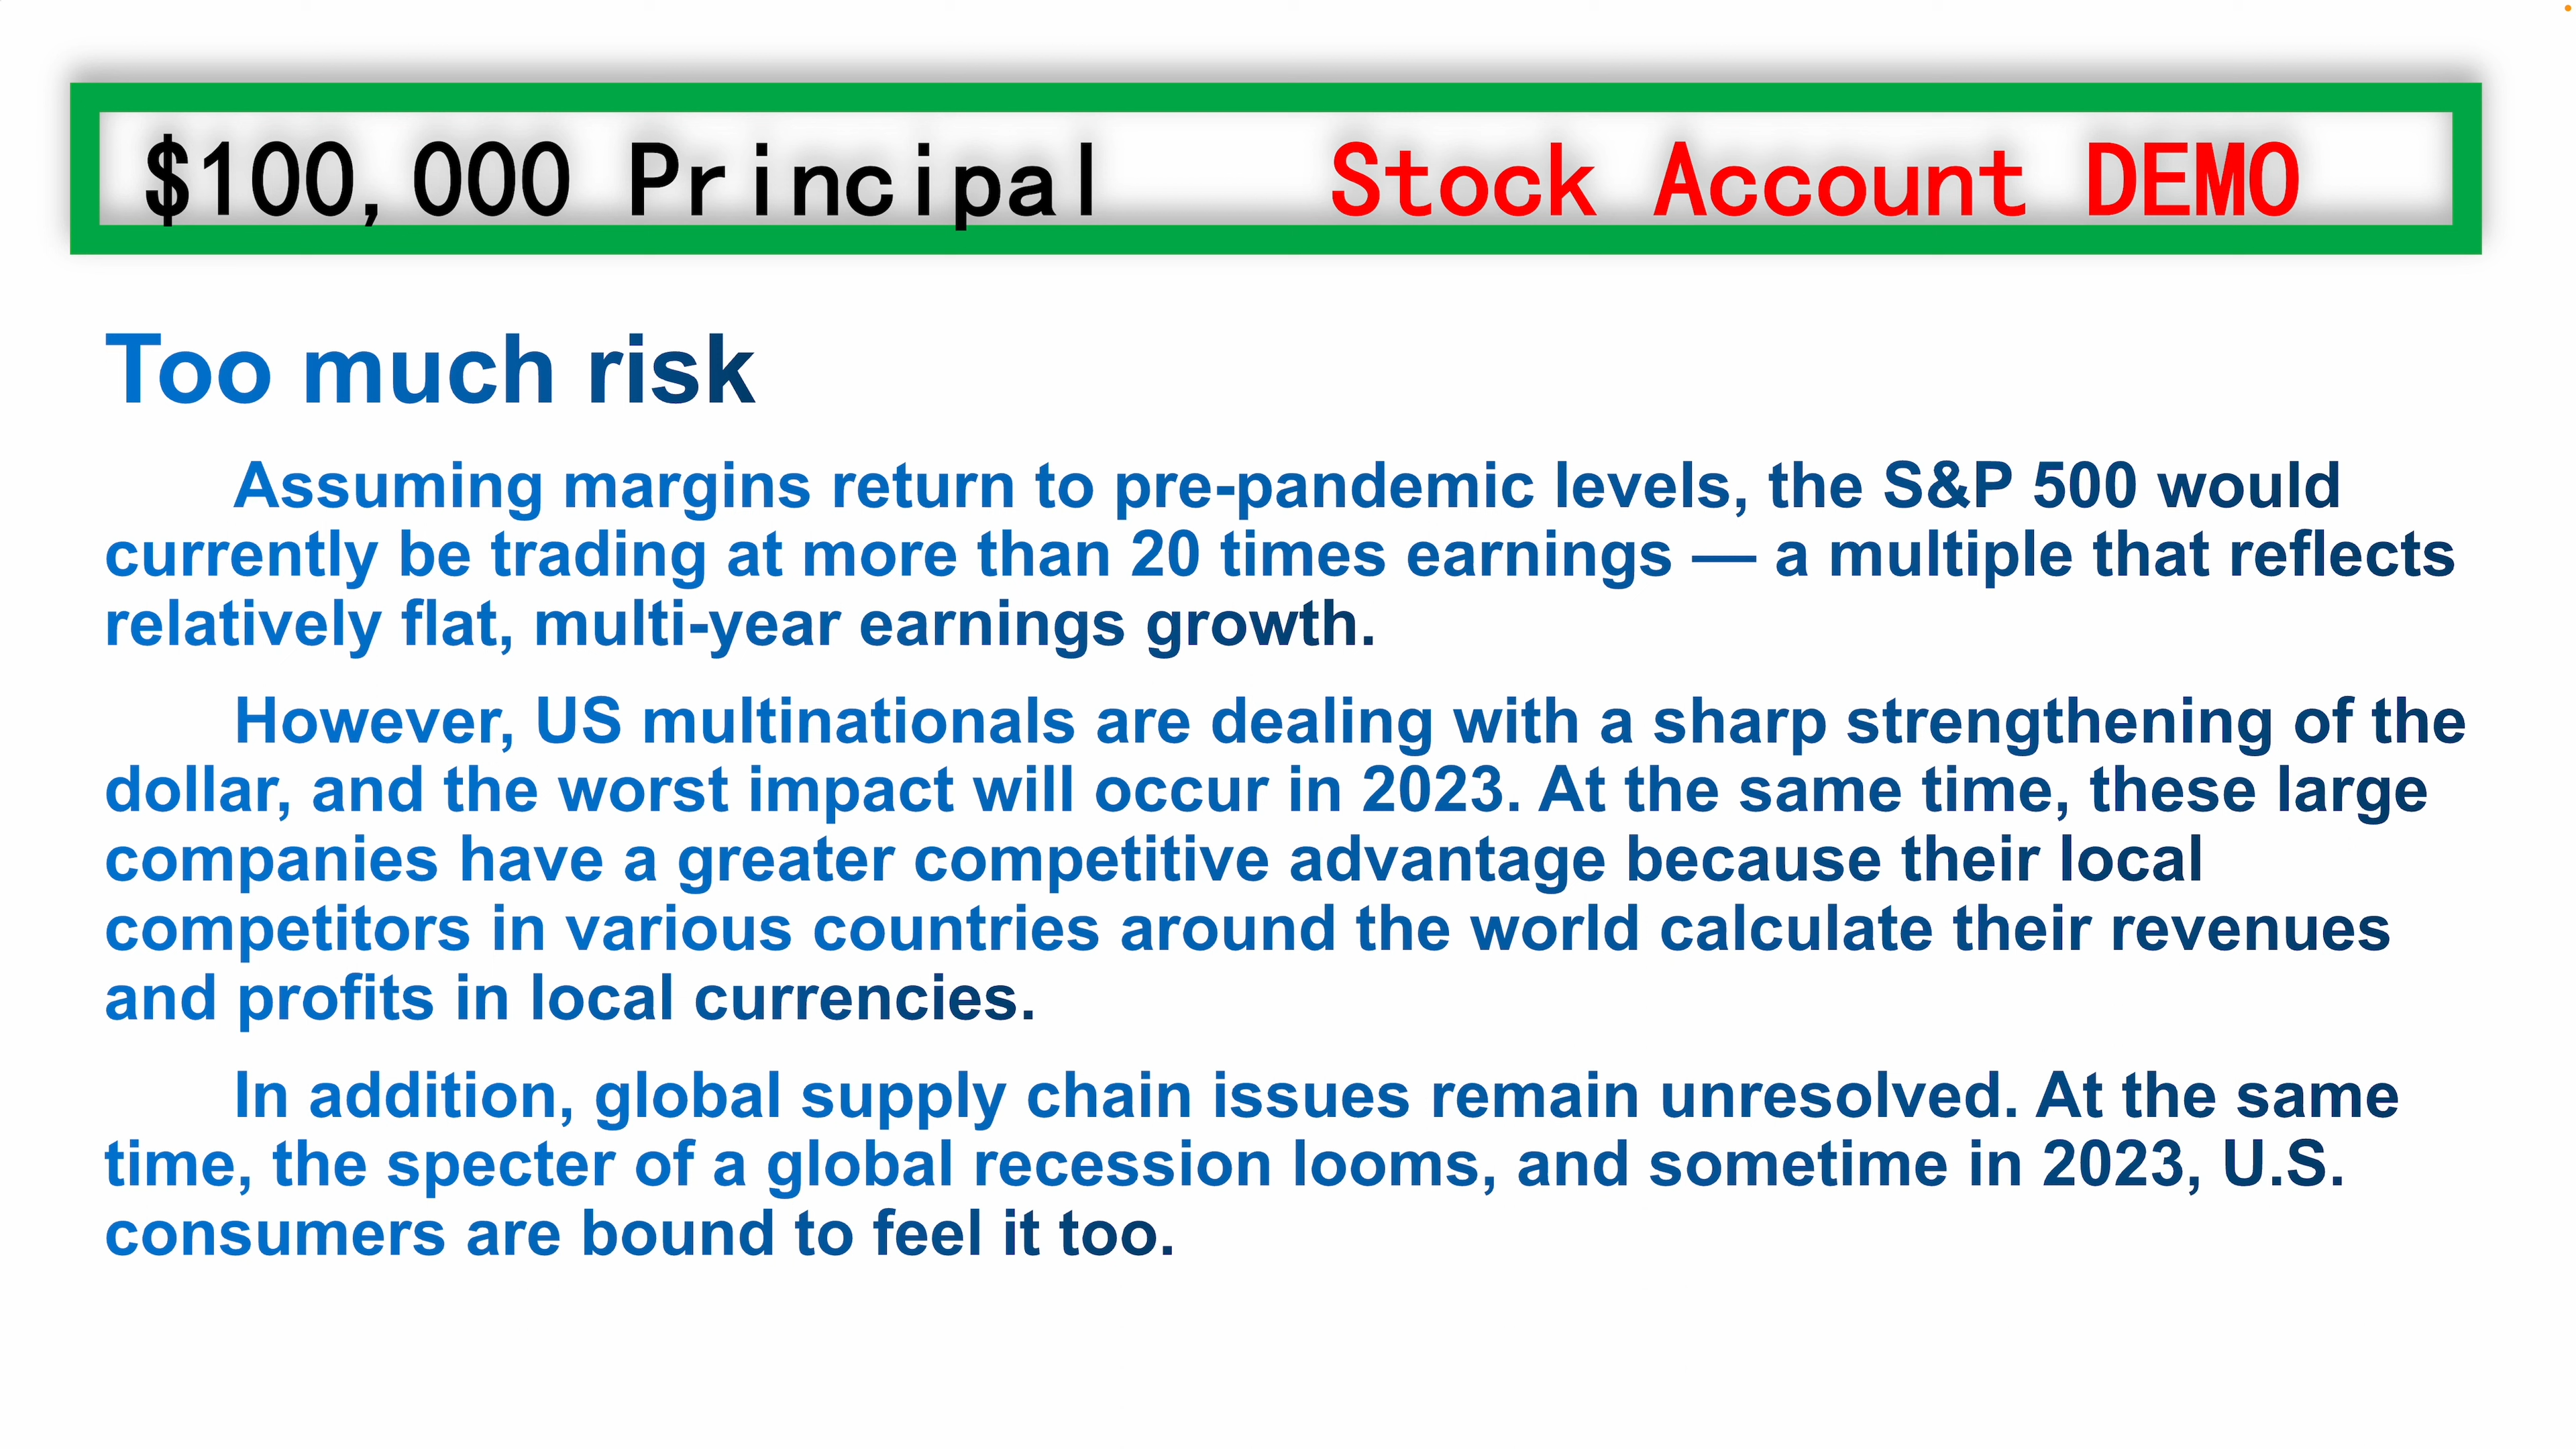 $100,000 Principal Stock Account DEMO
Too much risk
Assuming margins return to pre-pandemic levels, the S&P 500 would
currently be trading at more than 20 times earnings — a multiple that reflects
relatively flat, multi-year earnings growth.
However, US multinationals are dealing with a sharp strengthening of the
dollar, and the worst impact will occur in 2023. At the same time, these large
companies have a greater competitive advantage because their local
competitors in various countries around the world calculate their revenues
and profits in local currencies.
In addition, global supply chain issues remain unresolved. At the same
time, the specter of a global recession looms, and sometime in 2023, U.S.
consumers are bound to feel it too.